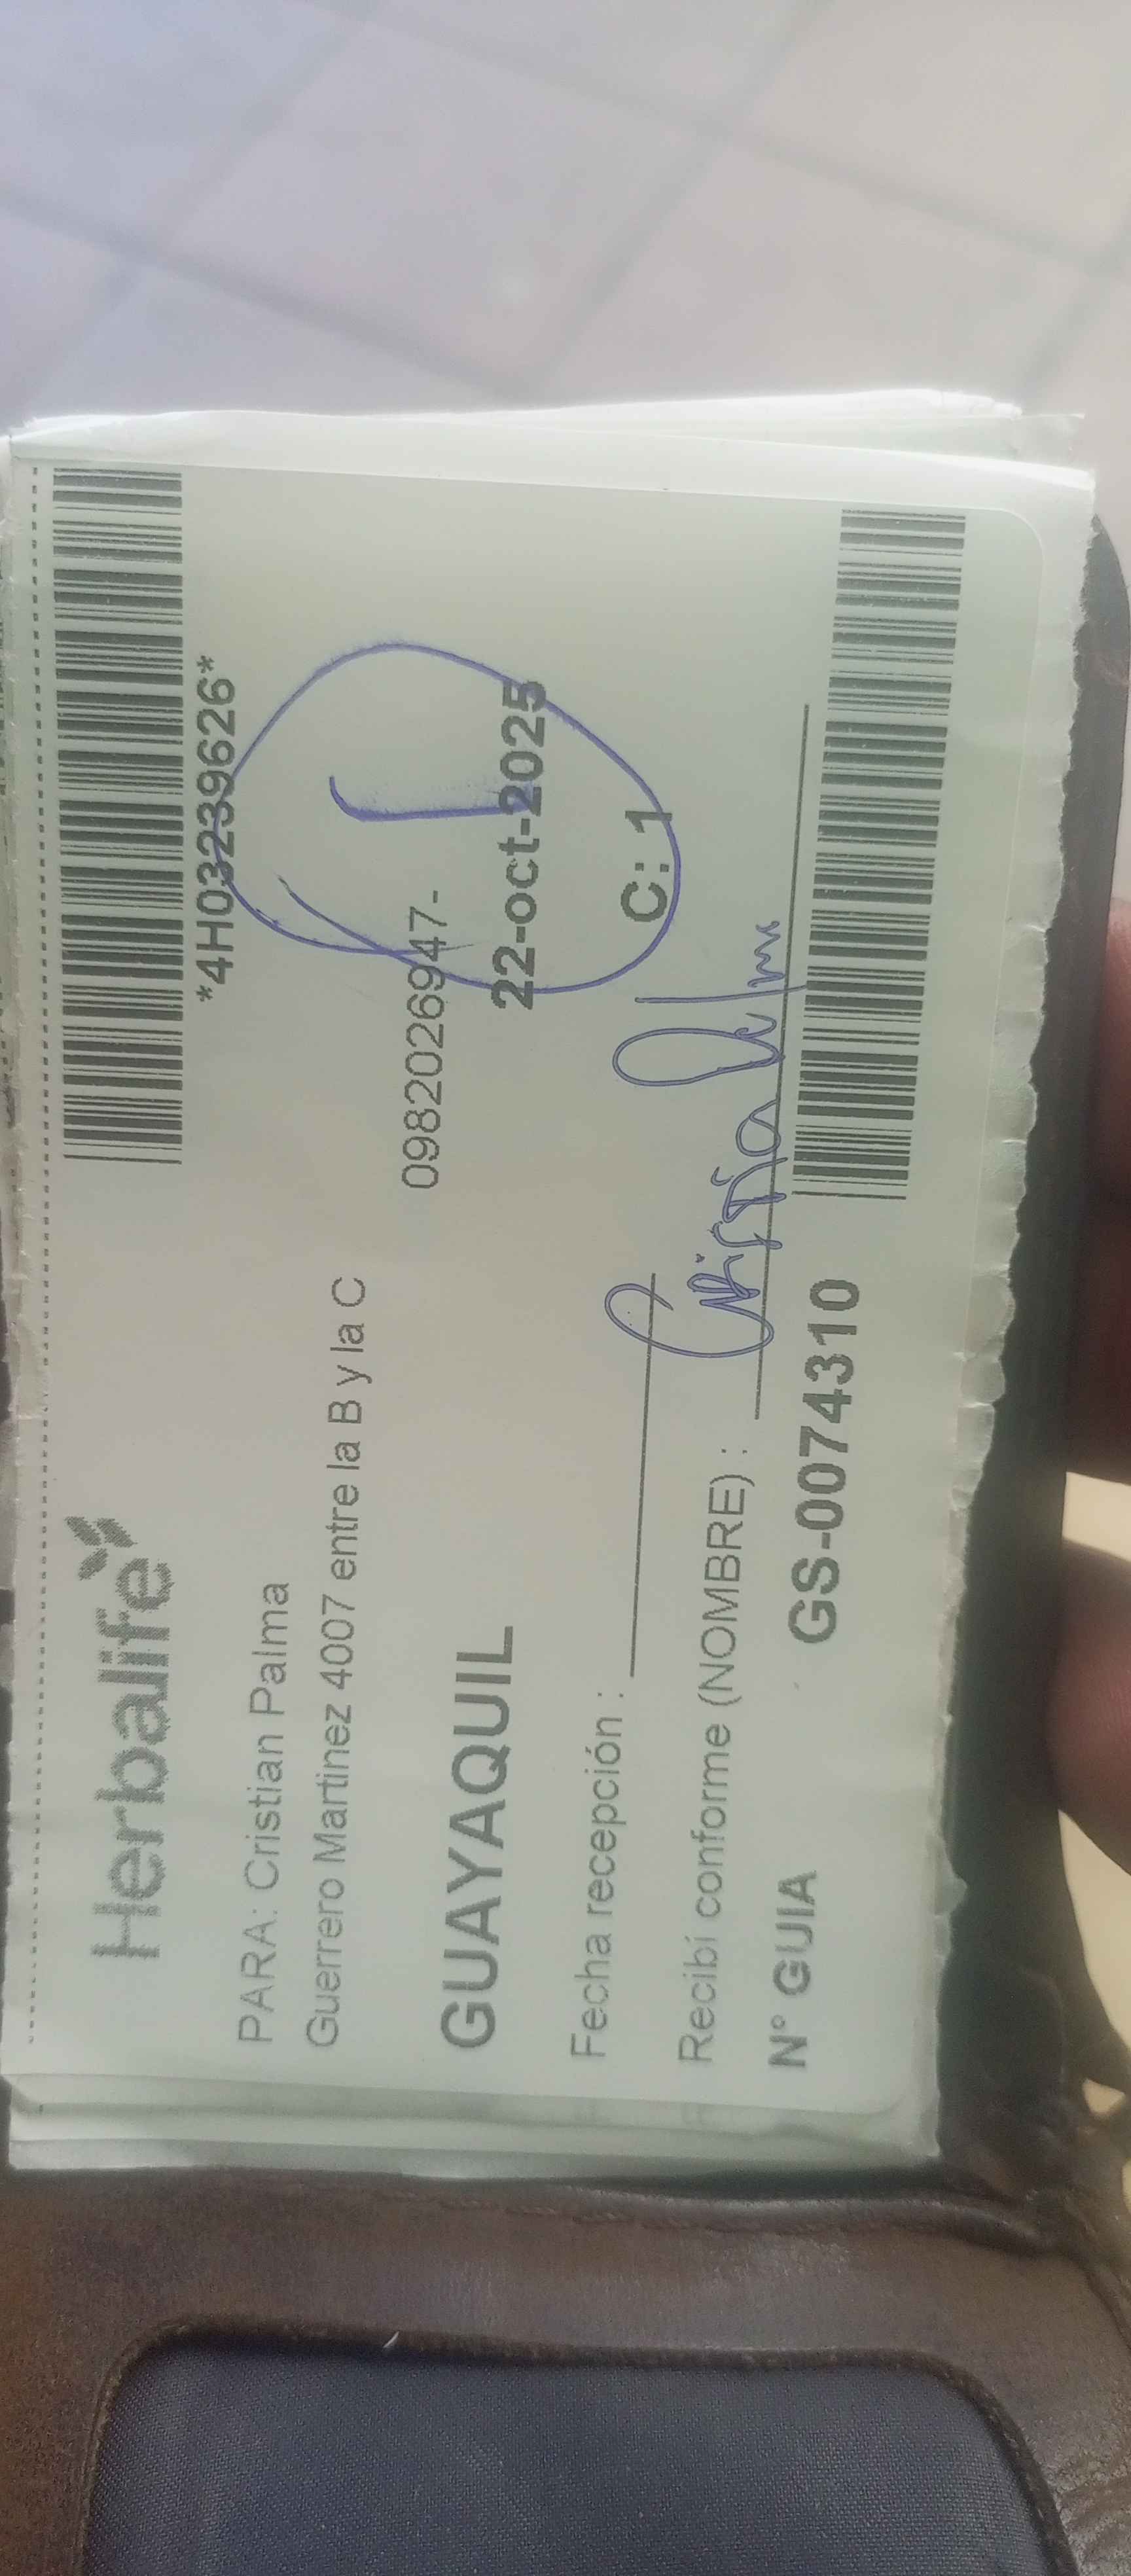 Herbalife
*4H03239626*
PARA: Cristian Palma
Guerrero Martinez 4007 entre la B y la C
0982026947-
GUAYAQUIL
22-oct-2025
Fecha recepción :
C: 1
Recibí conforme (NOMBRE) :
N° GUIA
GS-0074310